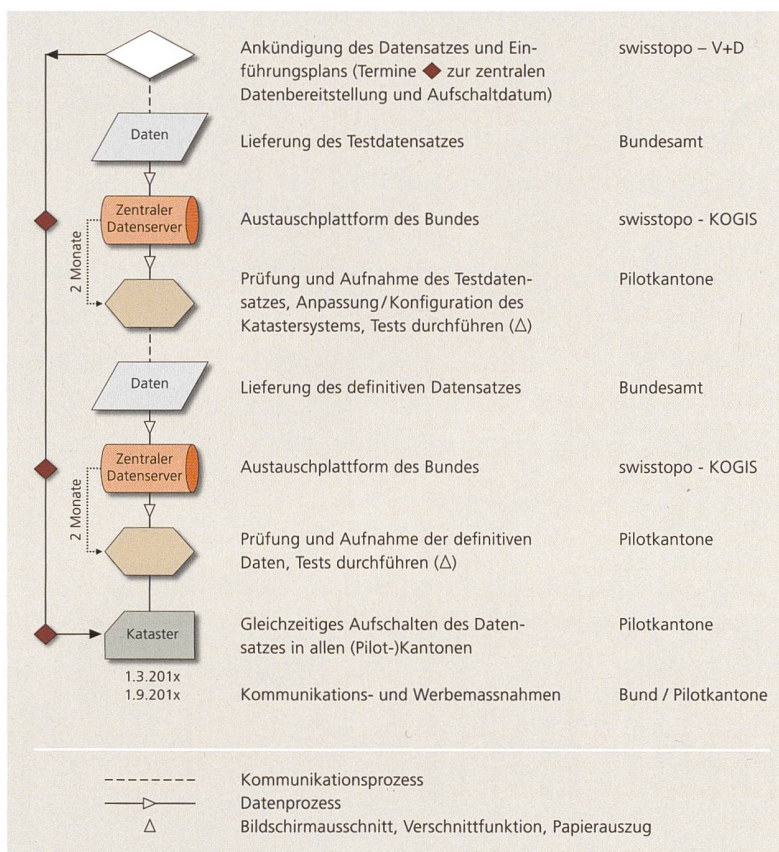 Ankündigung des Datensatzes und Ein- swisstopo – V+D
führungsplans (Termine ◆ zur zentralen
Datenbereitstellung und Aufschaltdatum)
Daten Lieferung des Testdatensatzes Bundesamt
Zentraler
Datenserver Austauschplattform des Bundes swisstopo - KOGIS
2 Monate
Prüfung und Aufnahme des Testdaten- Pilotkantone
satzes, Anpassung/Konfiguration des
Katastersystems, Tests durchführen (Δ)
Daten Lieferung des definitiven Datensatzes Bundesamt
Zentraler
Datenserver Austauschplattform des Bundes swisstopo - KOGIS
2 Monate
Prüfung und Aufnahme der definitiven Pilotkantone
Daten, Tests durchführen (Δ)
Kataster Gleichzeitiges Aufschalten des Daten- Pilotkantone
satzes in allen (Pilot-)Kantonen
1.3.201x
1.9.201x Kommunikations- und Werbemassnahmen Bund / Pilotkantone
Kommunikationsprozess
Datenprozess
Δ Bildschirmausschnitt, Verschnittfunktion, Papierauszug